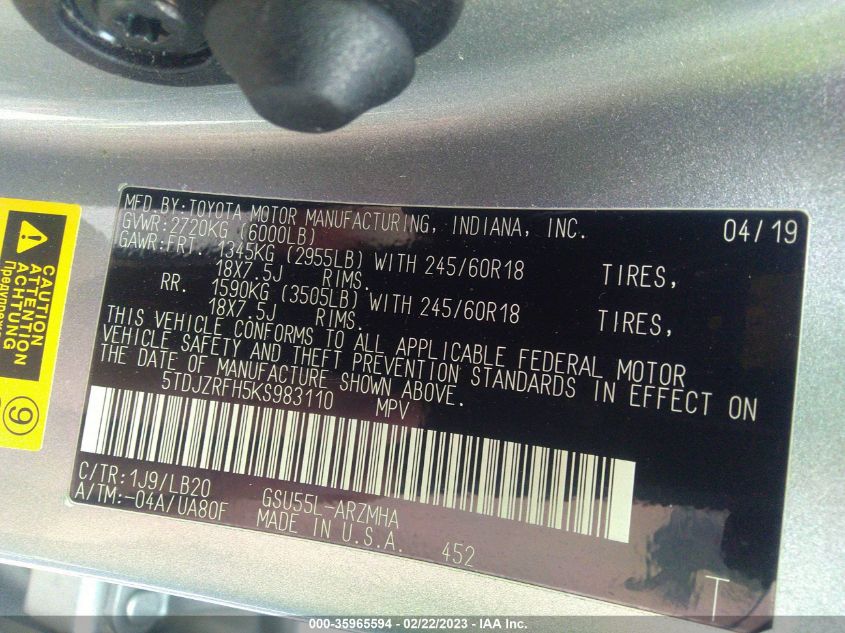 MFD.BY:TOYOTA MOTOR MANUFACTURING, INDIANA, INC. 04/19
GVWR:2720KG (6000LB)
GAWR:FRT. 1345KG (2955LB) WITH 245/60R18 TIRES,
18X7.5J RIMS.
RR. 1590KG (3505LB) WITH 245/60R18 TIRES,
18X7.5J RIMS.
THIS VEHICLE CONFORMS TO ALL APPLICABLE FEDERAL MOTOR
VEHICLE SAFETY AND THEFT PREVENTION STANDARDS IN EFFECT ON
THE DATE OF MANUFACTURE SHOWN ABOVE.
5TDJZRFH5KS983110 MPV
C/TR:1J9/LB20 GSU55L-ARZMHA
A/TM:-04A/UA80F MADE IN U.S.A. 452
T
CAUTION
ATTENTION
ACHTUNG
9
000-35965594 - 02/22/2023 - IAA Inc.